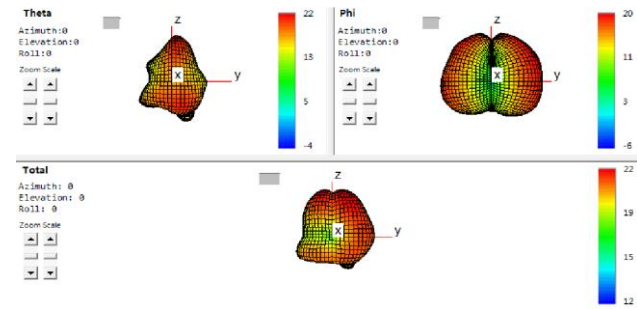 Theta
Azimuth:0
Elevation:0
Roll:0
Zoom Scale
z
x
y
22
13
5
-4
Phi
Azimuth:0
Elevation:0
Roll:0
Zoom Scale
z
x
y
20
11
3
-6
Total
Azimuth: 0
Elevation: 0
Roll: 0
Zoom Scale
z
x
y
22
19
15
12